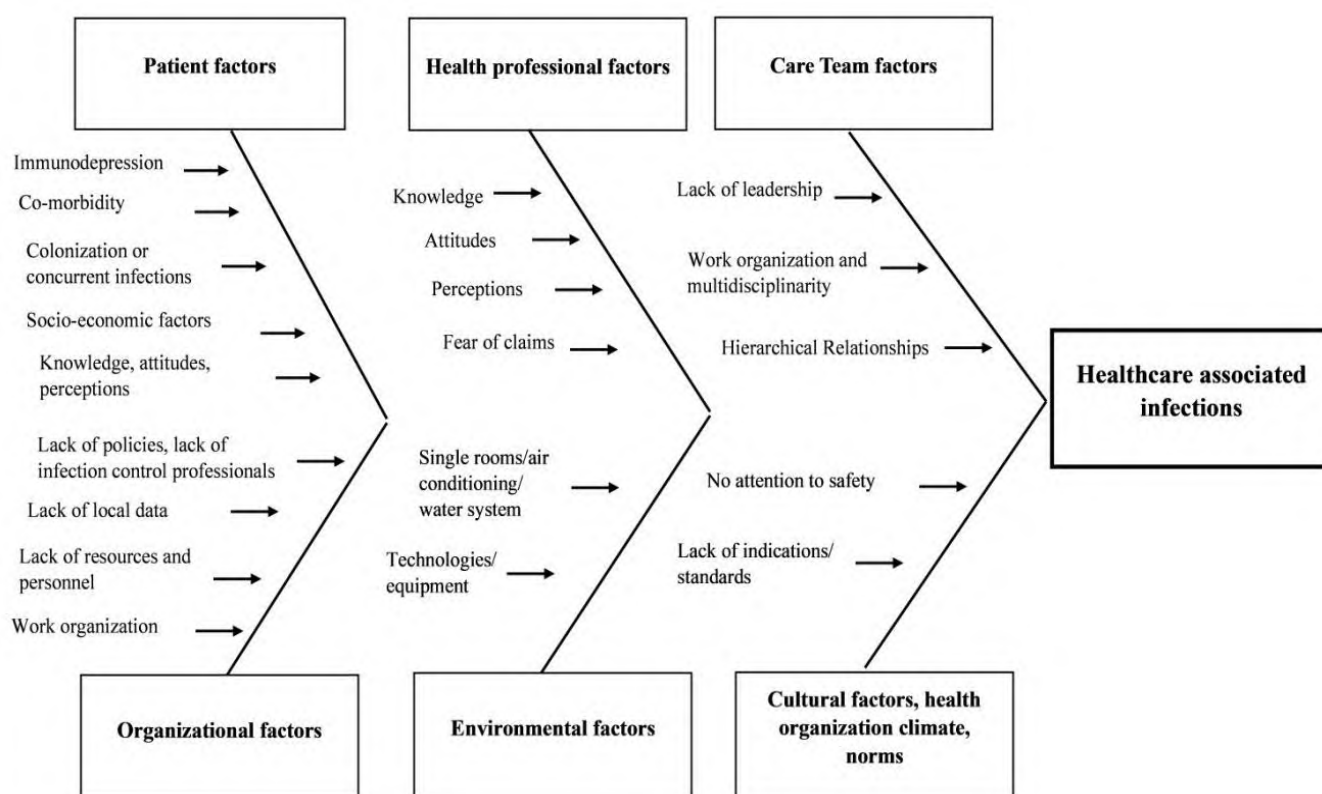 Patient factors
Health professional factors
Care Team factors
Immunodepression
Co-morbidity
Colonization or
concurrent infections
Socio-economic factors
Knowledge, attitudes,
perceptions
Knowledge
Attitudes
Perceptions
Fear of claims
Lack of leadership
Work organization and
multidisciplinarity
Hierarchical Relationships
Healthcare associated
infections
Lack of policies, lack of
infection control professionals
Lack of local data
Lack of resources and
personnel
Work organization
Single rooms/air
conditioning/
water system
Technologies/
equipment
No attention to safety
Lack of indications/
standards
Organizational factors
Environmental factors
Cultural factors, health
organization climate,
norms